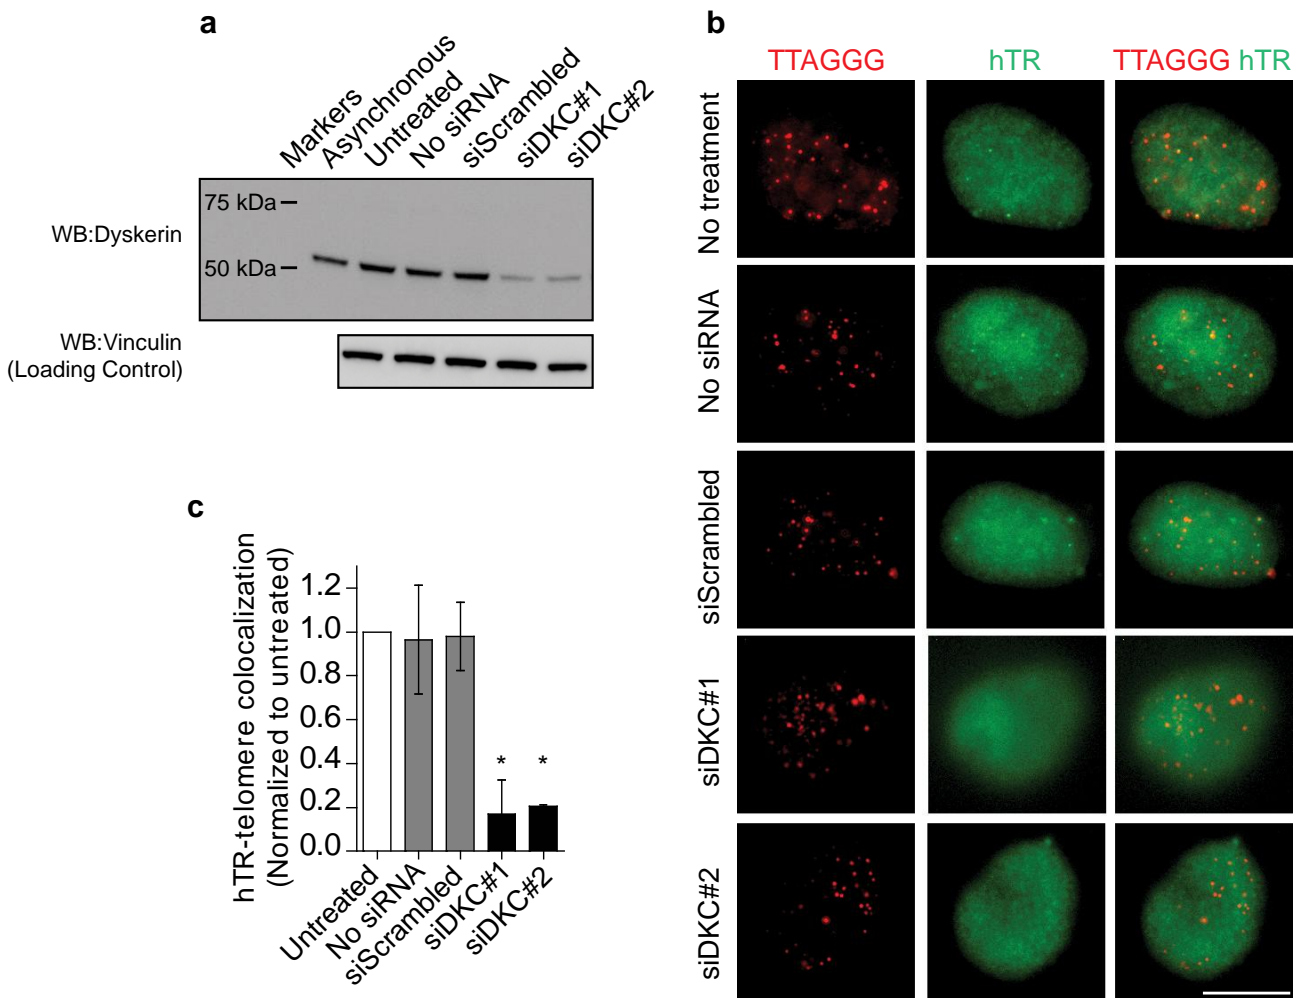 a
Markers
Asynchronous
Untreated
No siRNA
siScrambled
siDKC#1
siDKC#2
WB:Dyskerin
75 kDa
50 kDa
WB:Vinculin
(Loading Control)
b
TTAGGG
hTR
TTAGGG hTR
No treatment
No siRNA
siScrambled
siDKC#1
siDKC#2
c
hTR-telomere colocalization
(Normalized to untreated)
1.2
1.0
0.8
0.6
0.4
0.2
0.0
* *
Untreated
No siRNA
siScrambled
siDKC#1
siDKC#2